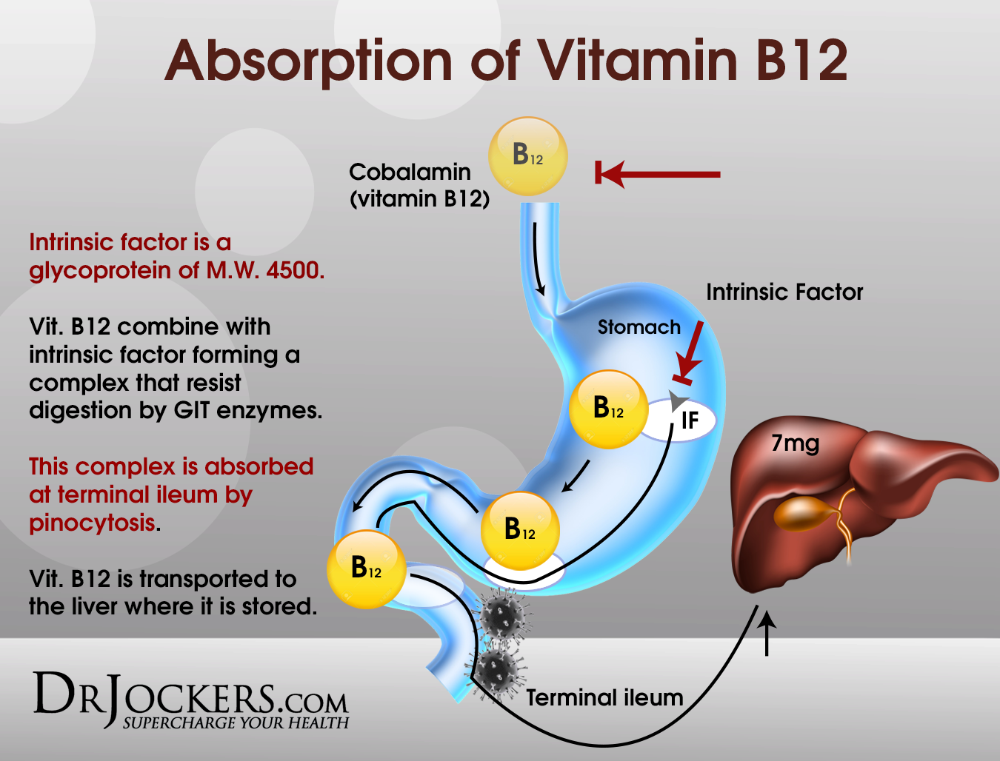 Absorption of Vitamin B12
B12
Cobalamin
(vitamin B12)
Intrinsic factor is a
glycoprotein of M.W. 4500.
Vit. B12 combine with
intrinsic factor forming a
complex that resist
digestion by GIT enzymes.
This complex is absorbed
at terminal ileum by
pinocytosis.
Vit. B12 is transported to
the liver where it is stored.
Intrinsic Factor
Stomach
B12
IF
7mg
B12
B12
Terminal ileum
DRJOCKERS.COM
SUPERCHARGE YOUR HEALTH